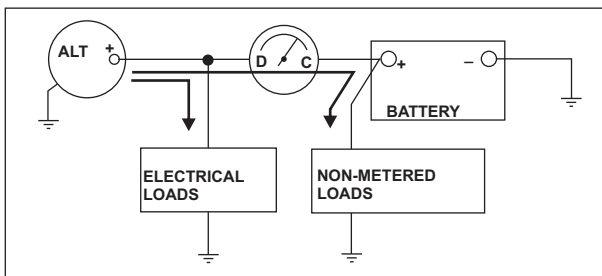 ALT
+
D
C
+
–
BATTERY
ELECTRICAL
LOADS
NON-METERED
LOADS